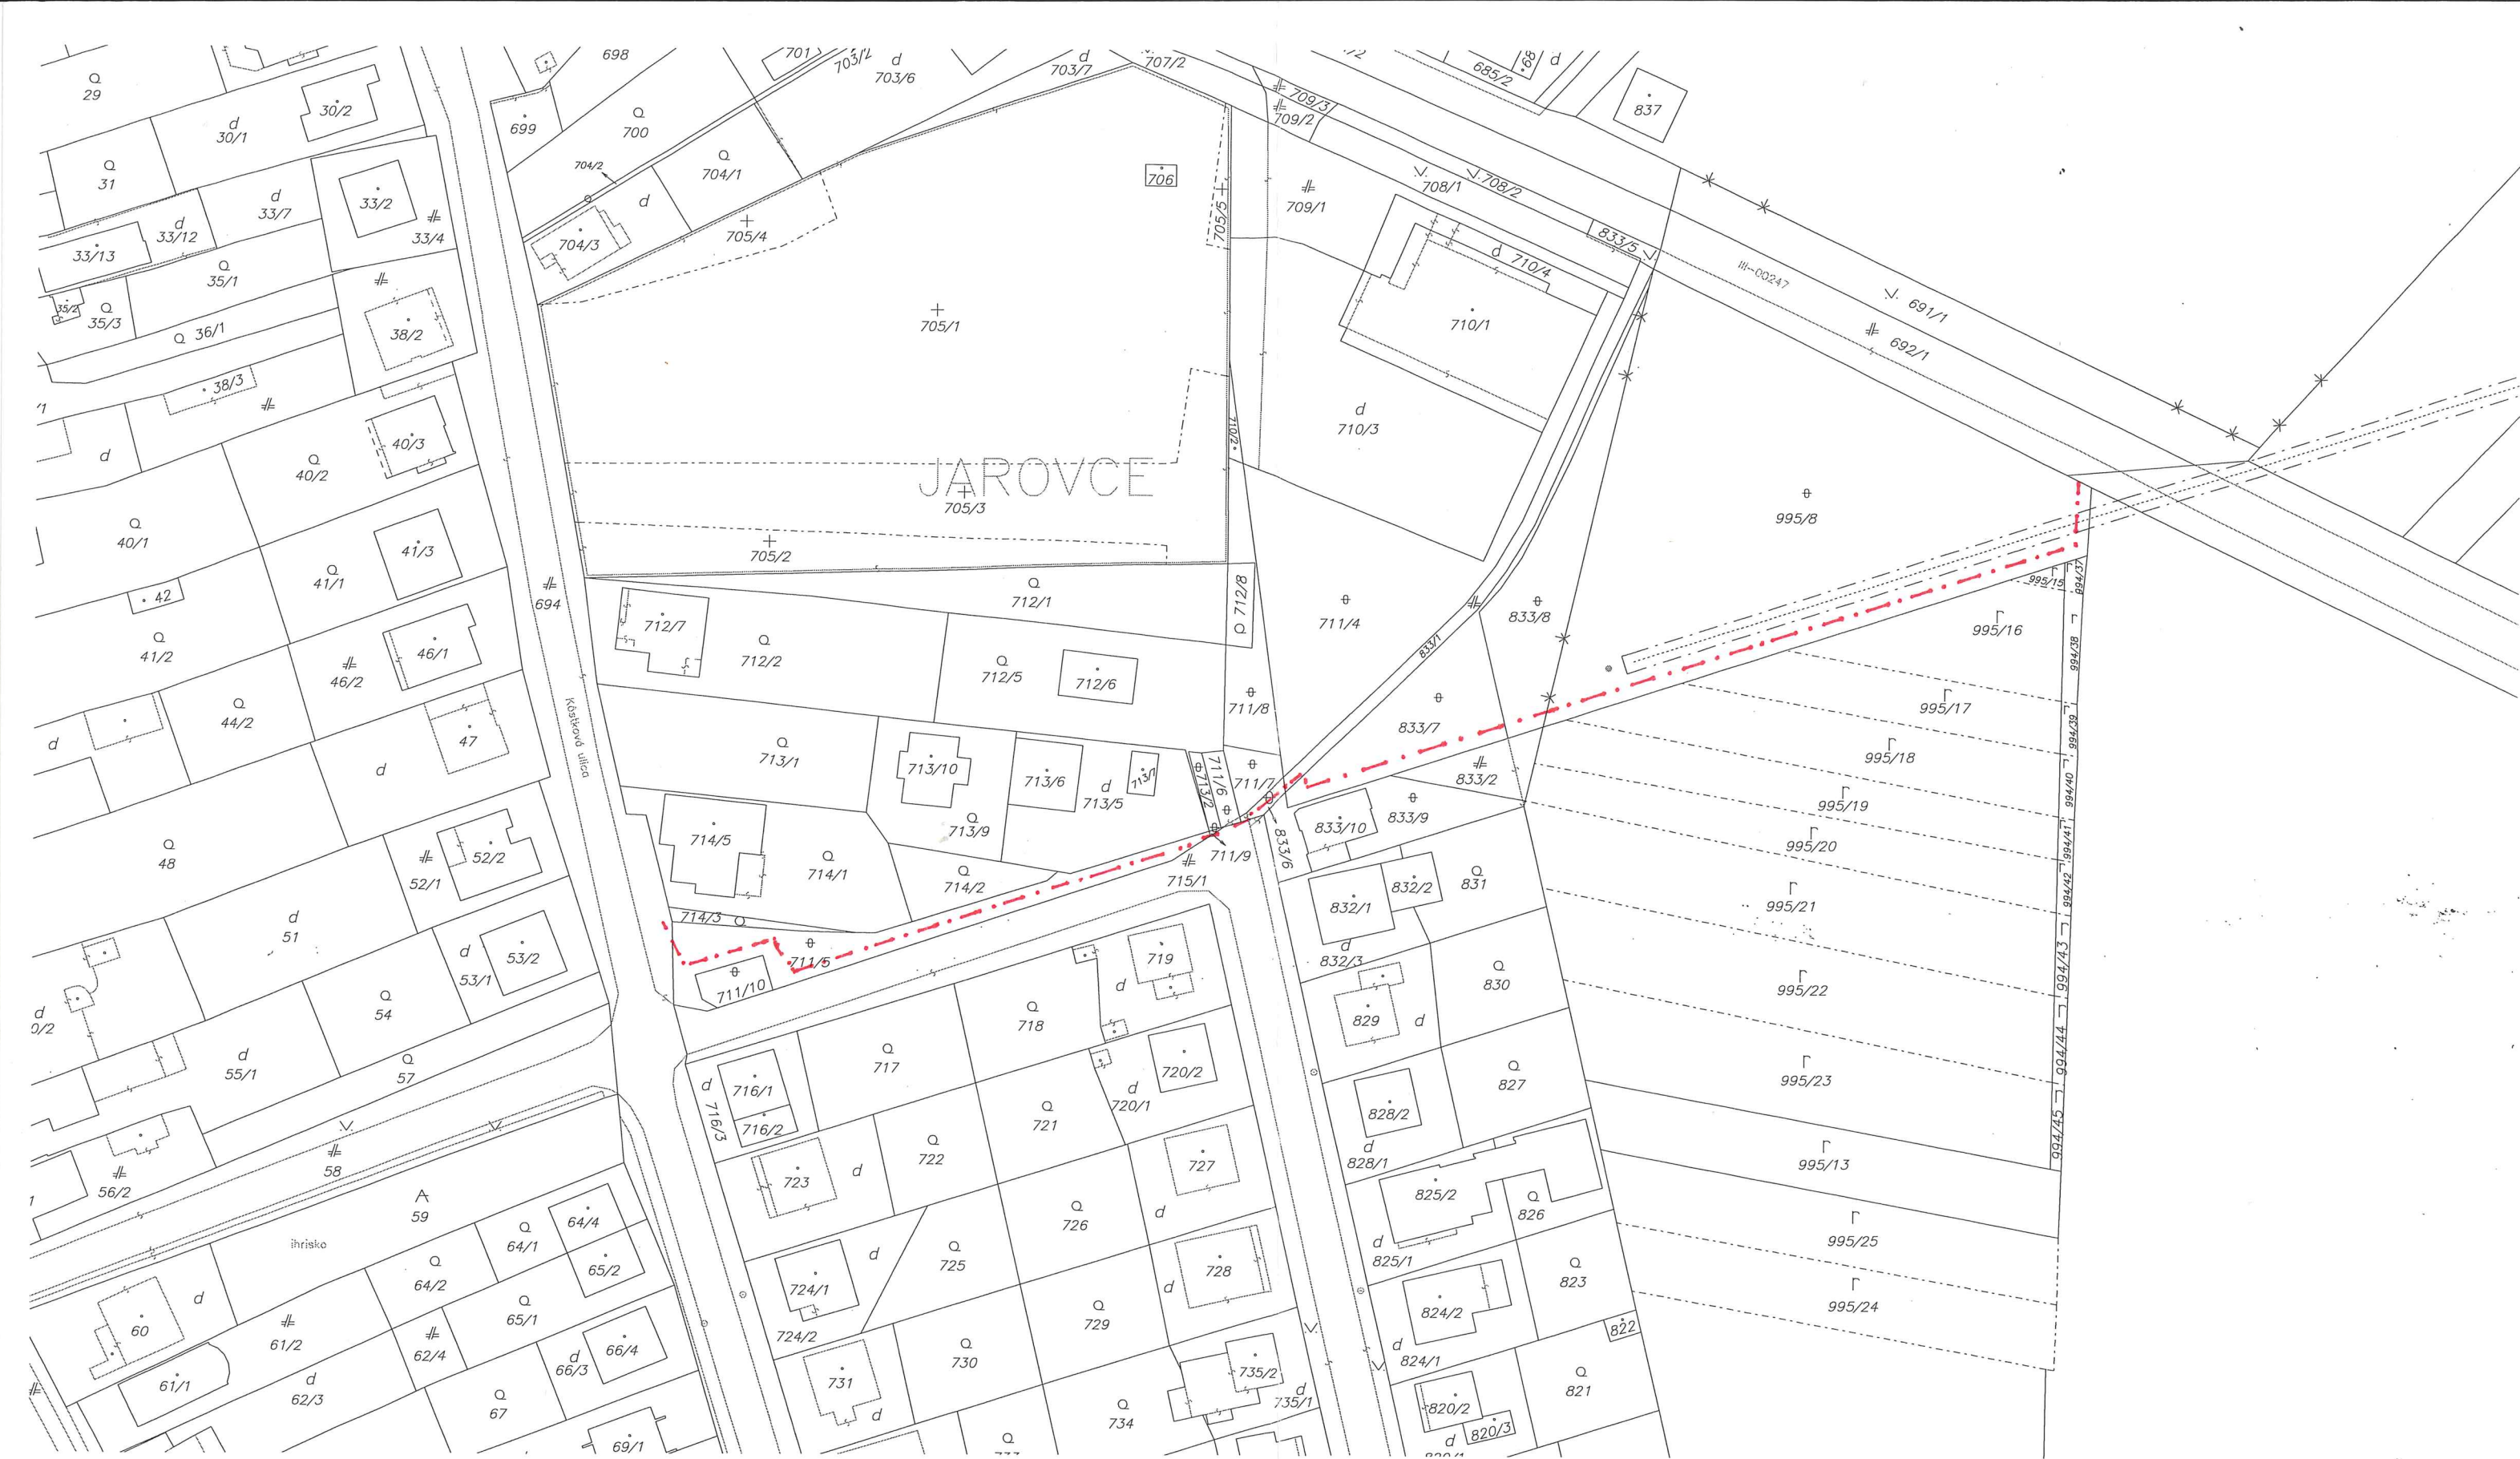 698
701
703/2
d
703/6
d
703/7
707/2
685/2
.68
d
837
Q
29
d
30/1
30/2
699
Q
700
704/2
Q
704/1
709/3
709/2
706
705/5
709/1
708/1
708/2
Q
31
d
33/7
33/2
33/4
d
33/12
33/13
704/3
d
705/4
833/5
d 710/4
III-00247
691/1
692/1
Q
35/1
35/2
Q
35/3
Q 36/1
38/2
705/1
710/1
38/3
40/3
d
710/3
710/2
d
Q
40/2
JAROVCE
705/3
995/8
Q
40/1
41/3
Q
41/1
705/2
42
694
Q
712/1
Q 712/8
711/4
833/8
833/1
995/15
994/37
995/16
994/38
Q
41/2
46/1
46/2
712/7
Q
712/2
Q
712/5
712/6
711/8
833/7
995/17
994/39
Q
44/2
d
47
d
Kôstková ulica
Q
713/1
713/10
713/6
d
713/5
713/7
713/2
711/6
711/7
833/2
995/18
994/40
995/19
994/41
995/20
994/42
Q
48
52/1
52/2
714/5
Q
714/1
Q
713/9
Q
714/2
711/9
715/1
833/6
833/10
833/9
832/1
832/2
Q
831
995/21
994/43
d
51
d
53/1
53/2
714/3 Q
711/5
711/10
719
d
d
832/3
Q
830
829
d
995/22
994/44
Q
54
d
55/1
Q
57
d
716/3
716/1
716/2
Q
717
Q
718
720/2
d
720/1
Q
721
828/2
d
828/1
Q
827
995/23
994/45
56/2
58
A
59
ihrisko
723
d
Q
722
727
d
Q
726
825/2
d
825/1
Q
826
995/13
995/25
Q
64/1
64/4
65/2
Q
64/2
Q
65/1
724/1
d
724/2
Q
725
728
d
Q
729
824/2
d
824/1
Q
823
822
995/24
60
d
61/2
62/4
61/1
d
62/3
d
66/3
66/4
Q
67
69/1
731
d
Q
730
Q
734
735/2
d
735/1
820/2
820/3
d
Q
821
Q